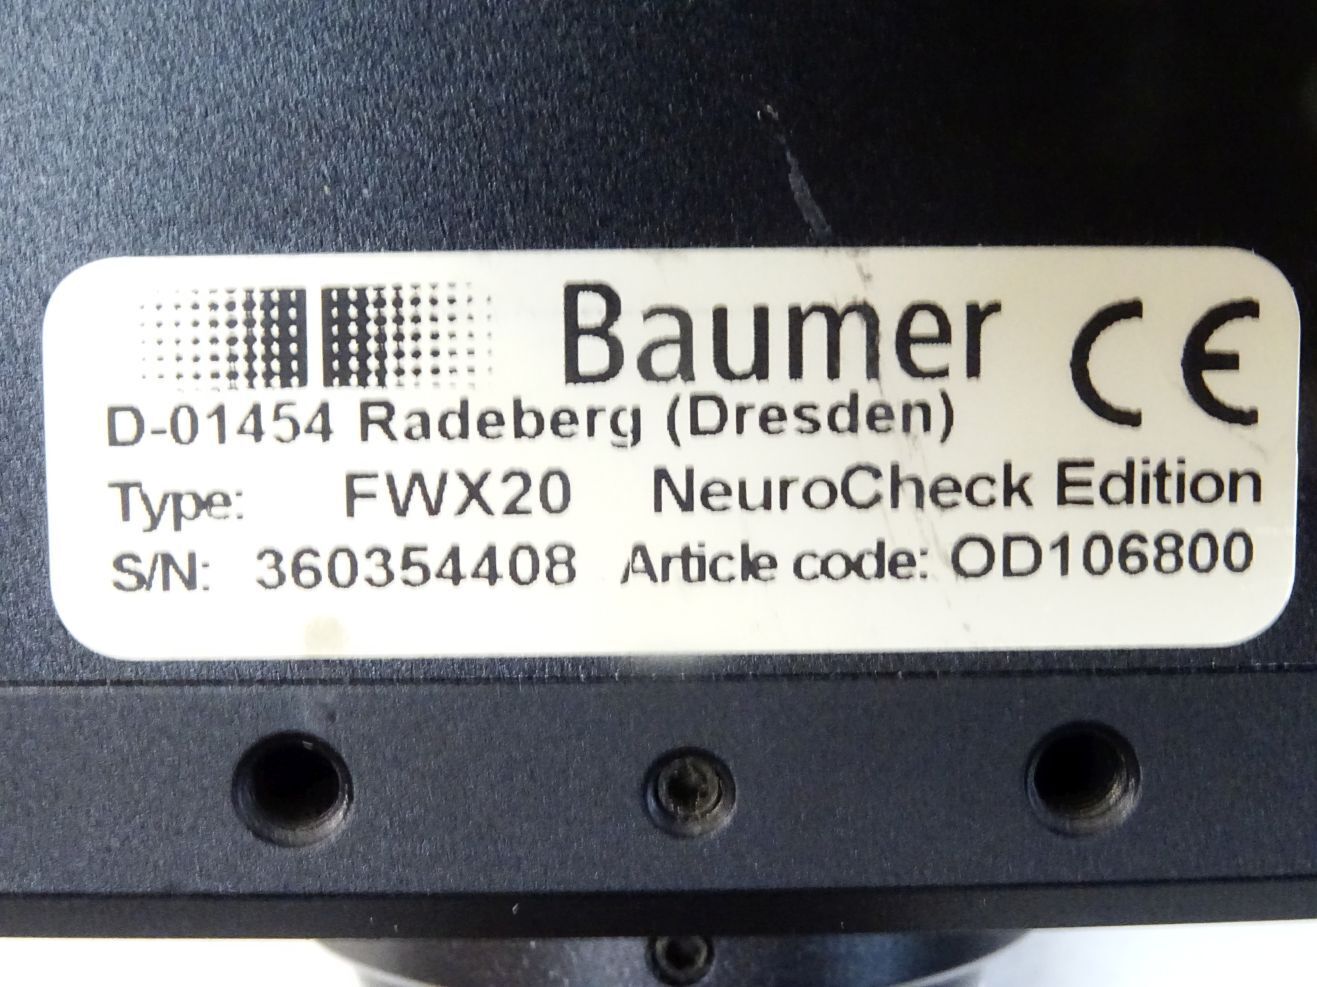 Baumer CE
D-01454 Radeberg (Dresden)
Type: FWX20 NeuroCheck Edition
S/N: 360354408 Article code: OD106800